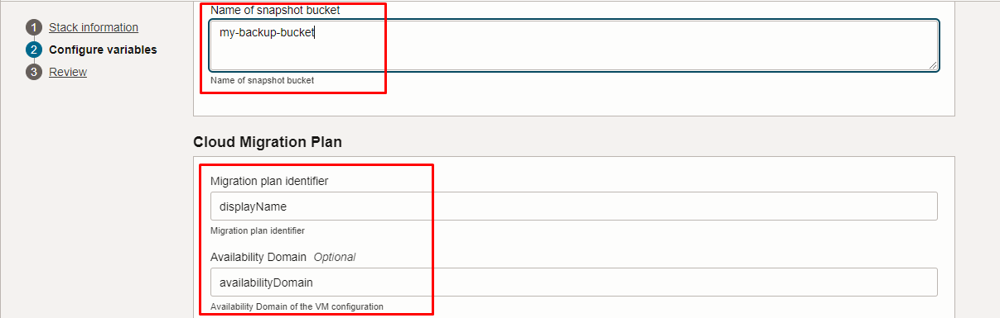 1 Stack information
2 Configure variables
3 Review
Name of snapshot bucket
my-backup-bucket
Name of snapshot bucket
Cloud Migration Plan
Migration plan identifier
displayName
Migration plan identifier
Availability Domain Optional
availabilityDomain
Availability Domain of the VM configuration